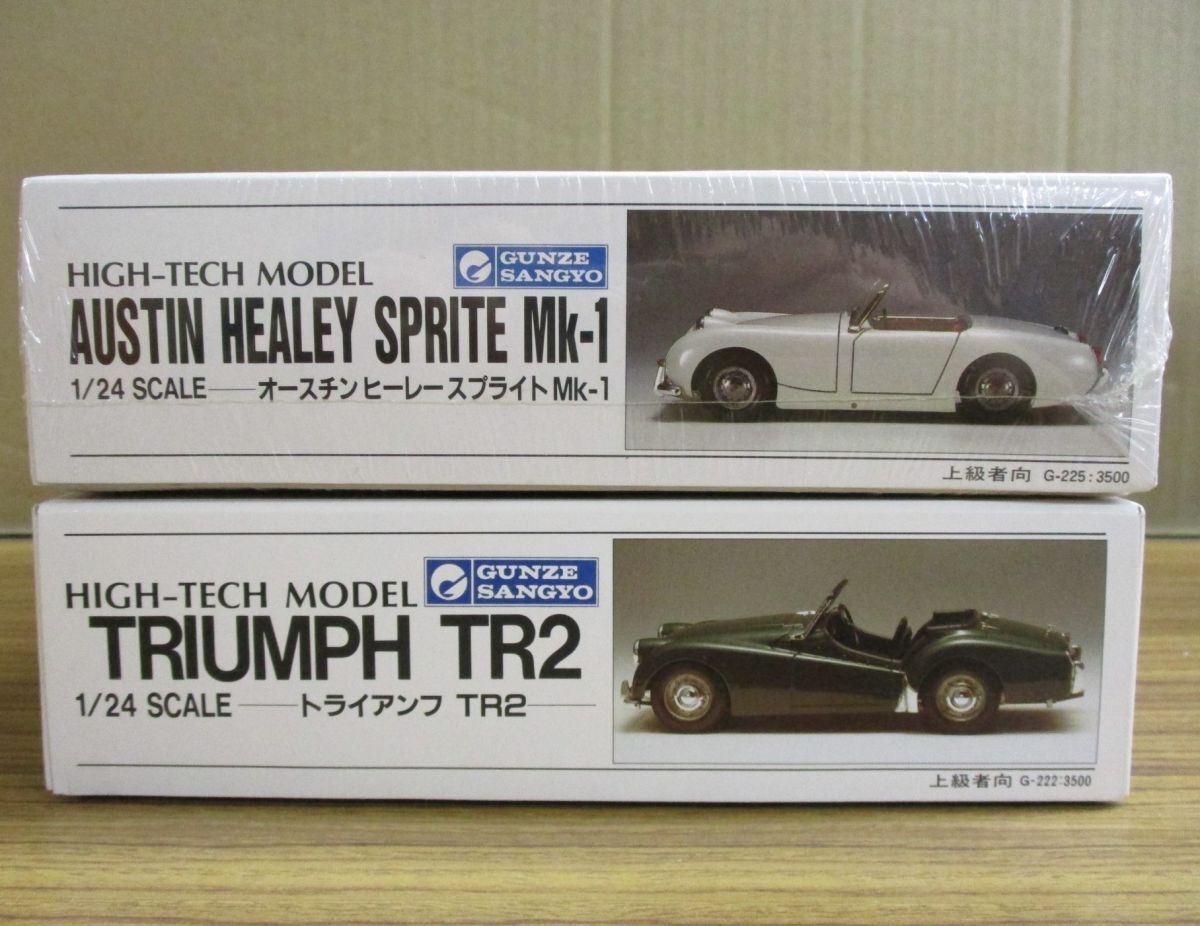 HIGH-TECH MODEL
GUNZE
SANGYO
AUSTIN HEALEY SPRITE Mk-1
1/24 SCALE オースチンヒーレースプライトMk-1
上級者向 G-225:3500
HIGH-TECH MODEL
GUNZE
SANGYO
TRIUMPH TR2
1/24 SCALE トライアンフ TR2
上級者向 G-222:3500